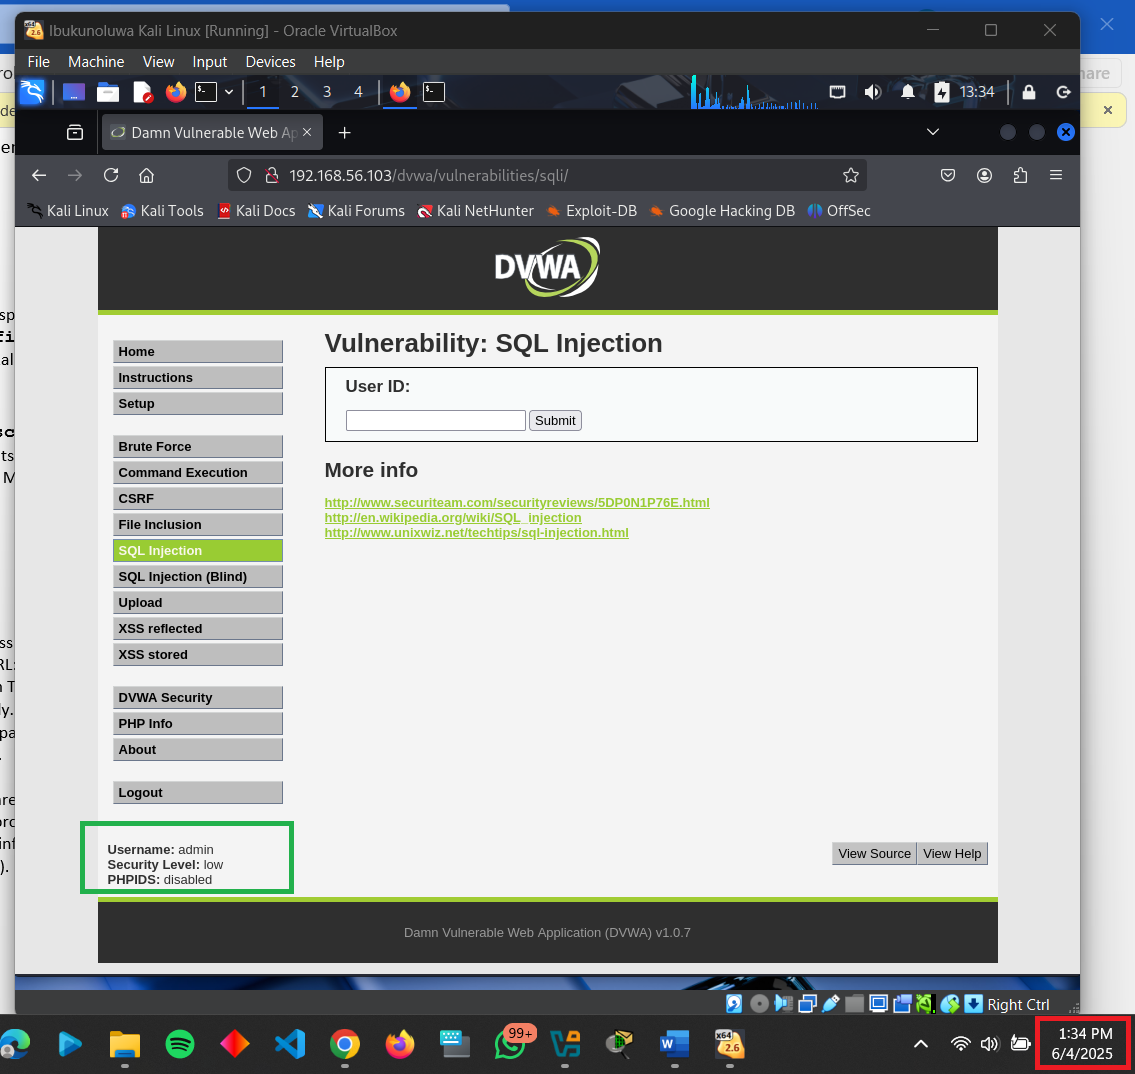 Ibukunoluwa Kali Linux [Running] - Oracle VirtualBox
File Machine View Input Devices Help
1 2 3 4 13:34
Damn Vulnerable Web Ap
192.168.56.103/dvwa/vulnerabilities/sqli/
Kali Linux Kali Tools Kali Docs Kali Forums Kali NetHunter Exploit-DB Google Hacking DB OffSec
DVWA
Home
Instructions
Setup
Brute Force
Command Execution
CSRF
File Inclusion
SQL Injection
SQL Injection (Blind)
Upload
XSS reflected
XSS stored
DVWA Security
PHP Info
About
Logout
Vulnerability: SQL Injection
User ID:
Submit
More info
http://www.securiteam.com/securityreviews/5DP0N1P76E.html
http://en.wikipedia.org/wiki/SQL_injection
http://www.unixwiz.net/techtips/sql-injection.html
Username: admin
Security Level: low
PHPIDS: disabled
View Source View Help
Damn Vulnerable Web Application (DVWA) v1.0.7
Right Ctrl
99+
1:34 PM
6/4/2025